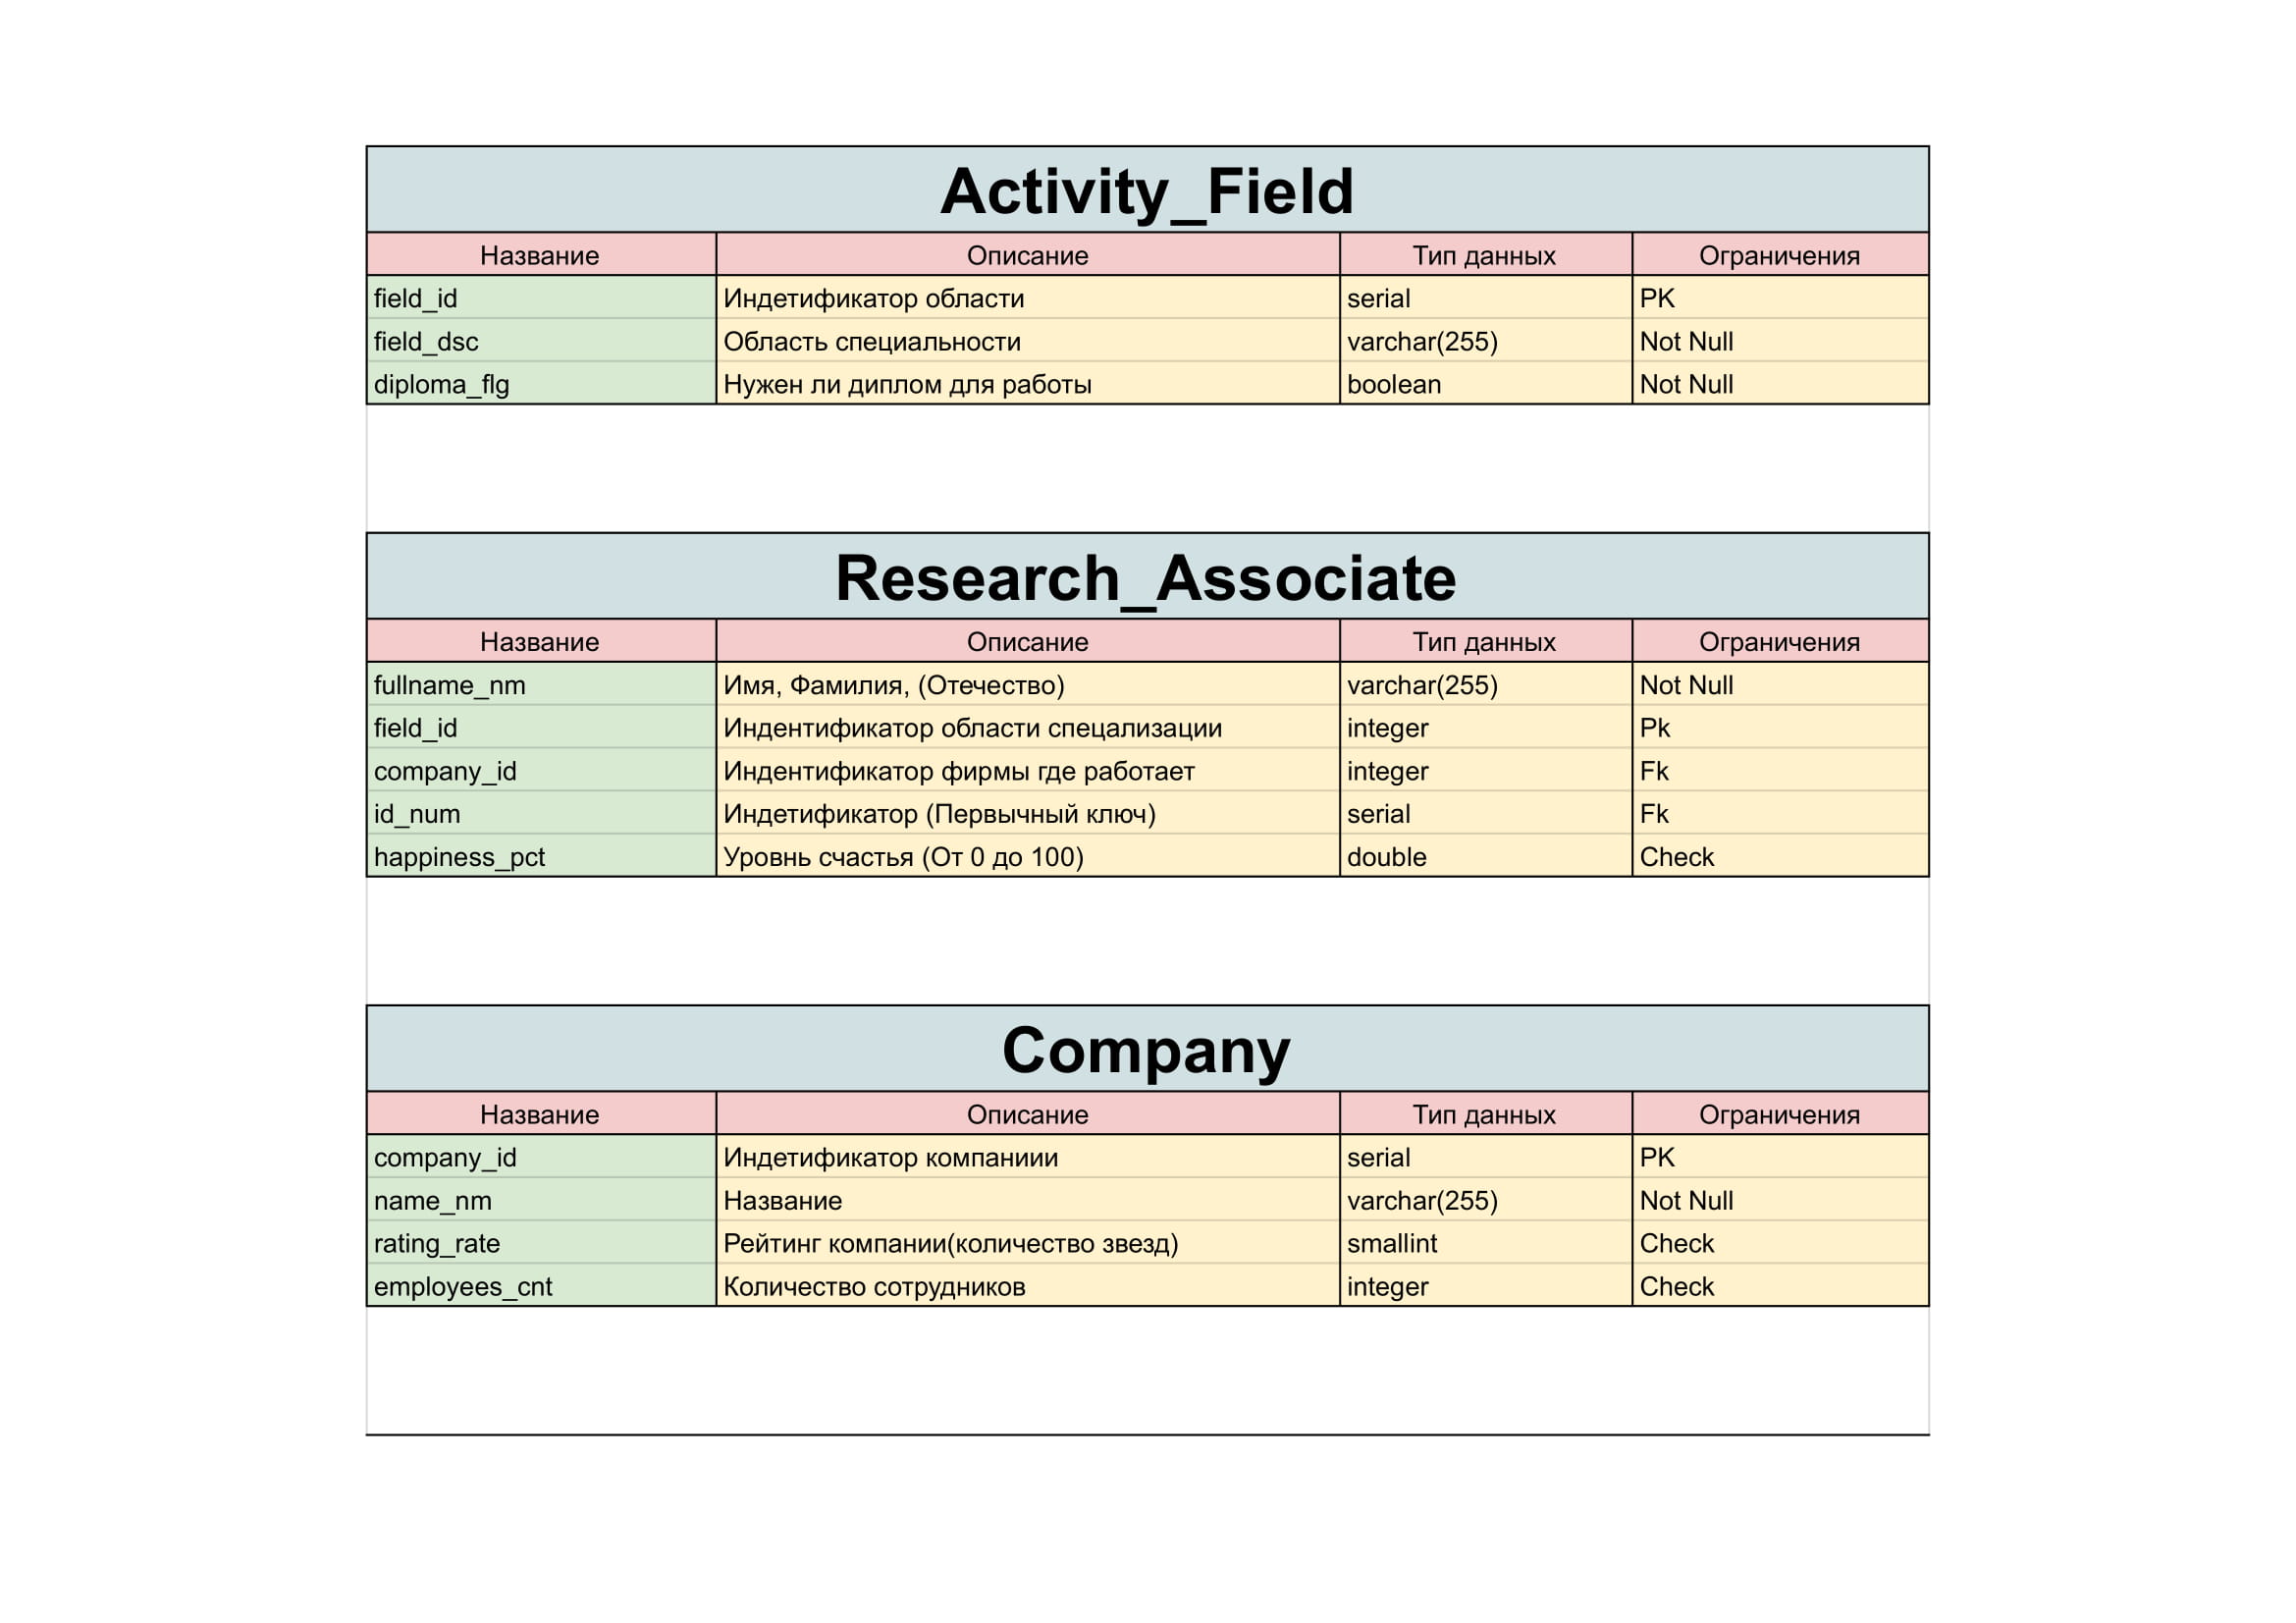 Activity_Field
Название Описание Тип данных Ограничения
field_id Индетификатор области serial PK
field_dsc Область специальности varchar(255) Not Null
diploma_flg Нужен ли диплом для работы boolean Not Null
Research_Associate
Название Описание Тип данных Ограничения
fullname_nm Имя, Фамилия, (Отечество) varchar(255) Not Null
field_id Индентификатор области спецализации integer Pk
company_id Индентификатор фирмы где работает integer Fk
id_num Индетификатор (Первычный ключ) serial Fk
happiness_pct Уровнь счастья (От 0 до 100) double Check
Company
Название Описание Тип данных Ограничения
company_id Индетификатор компаниии serial PK
name_nm Название varchar(255) Not Null
rating_rate Рейтинг компании(количество звезд) smallint Check
employees_cnt Количество сотрудников integer Check